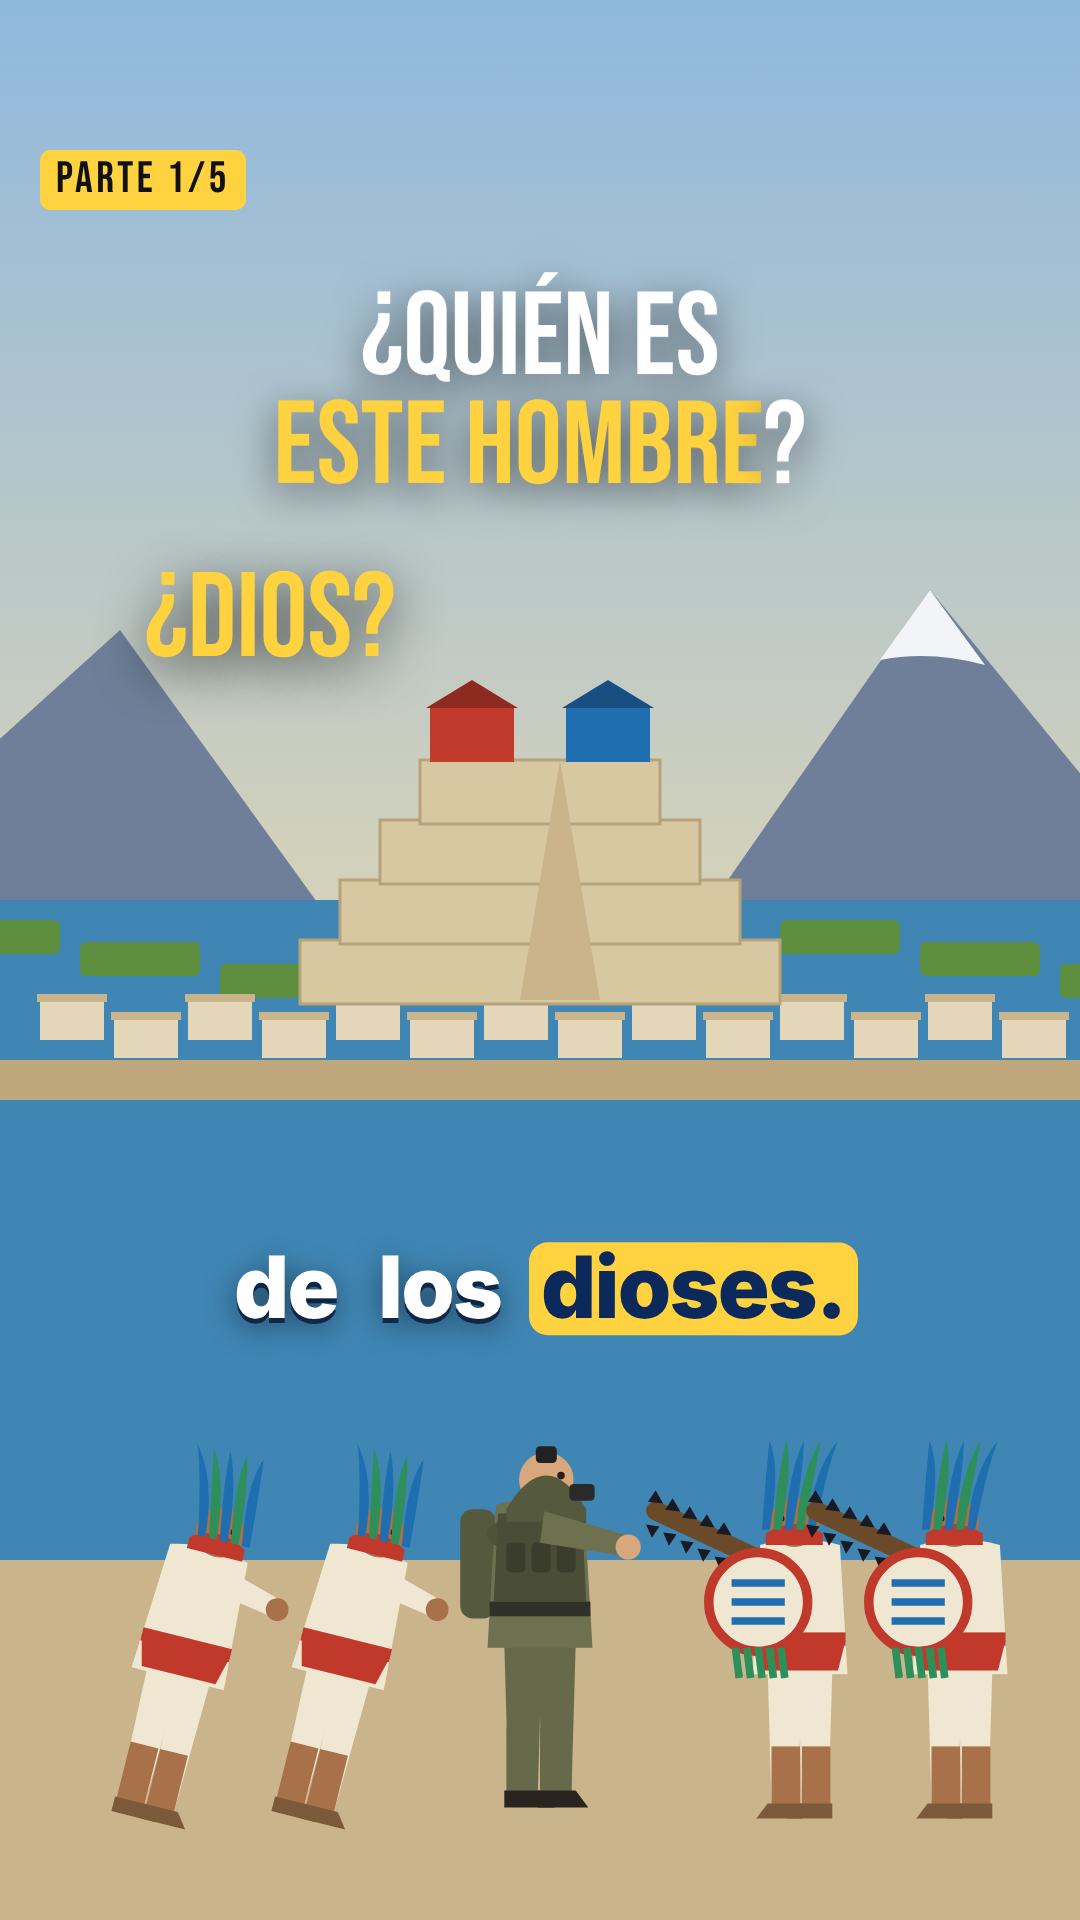 PARTE 1/5
¿QUIÉN ES
ESTE HOMBRE?
¿DIOS?
de los dioses.